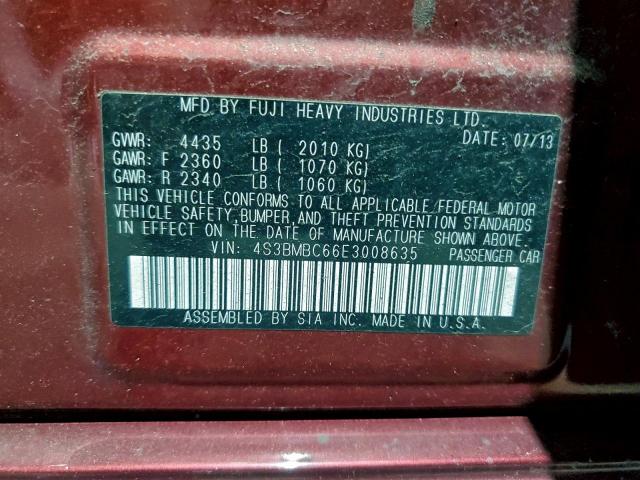 MFD BY FUJI HEAVY INDUSTRIES LTD.
DATE: 07/13
GVWR: 4435 LB ( 2010 KG)
GAWR: F 2360 LB ( 1070 KG)
GAWR: R 2340 LB ( 1060 KG)
THIS VEHICLE CONFORMS TO ALL APPLICABLE FEDERAL MOTOR
VEHICLE SAFETY, BUMPER, AND THEFT PREVENTION STANDARDS
IN EFFECT ON THE DATE OF MANUFACTURE SHOWN ABOVE.
VIN: 4S3BMBC66E3008635 PASSENGER CAR
ASSEMBLED BY SIA INC. MADE IN U.S.A.